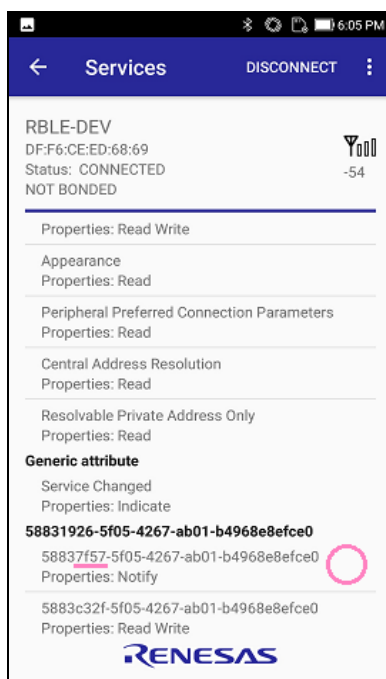 6:05 PM
Services DISCONNECT
RBLE-DEV
DF:F6:CE:ED:68:69
Status: CONNECTED
-54
NOT BONDED
Properties: Read Write
Appearance
Properties: Read
Peripheral Preferred Connection Parameters
Properties: Read
Central Address Resolution
Properties: Read
Resolvable Private Address Only
Properties: Read
Generic attribute
Service Changed
Properties: Indicate
58831926-5f05-4267-ab01-b4968e8efce0
58837f57-5f05-4267-ab01-b4968e8efce0
Properties: Notify
5883c32f-5f05-4267-ab01-b4968e8efce0
Properties: Read Write
RENESAS